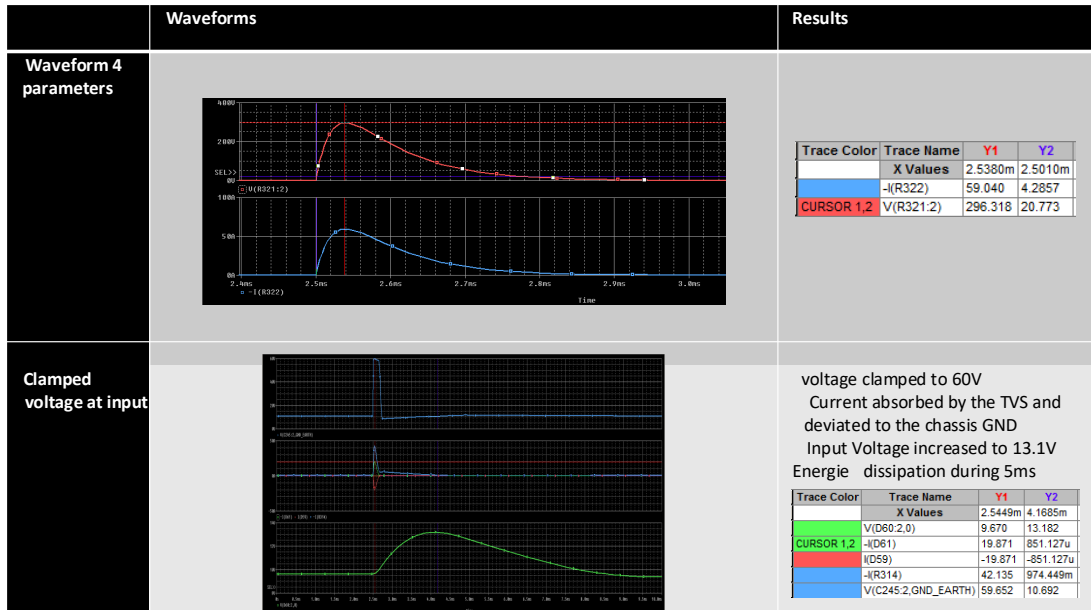 Waveforms
Results
Waveform 4
parameters
400V
200V
SEL>>
0V
V(R321:2)
100A
50A
0A
2.4ms 2.5ms 2.6ms 2.7ms 2.8ms 2.9ms 3.0ms
-I(R322)
Time
Trace Color Trace Name Y1 Y2
X Values 2.5380m 2.5010m
-I(R322) 59.040 4.2857
CURSOR 1,2 V(R321:2) 296.318 20.773
Clamped
voltage at input
voltage clamped to 60V
Current absorbed by the TVS and
deviated to the chassis GND
Input Voltage increased to 13.1V
Energie dissipation during 5ms
Trace Color Trace Name Y1 Y2
X Values 2.5449m 4.1685m
V(D60:2,0) 9.670 13.182
CURSOR 1,2 -I(D61) 19.871 851.127u
I(D59) -19.871 -851.127u
-I(R314) 42.135 974.449m
V(C245:2,GND_EARTH) 59.652 10.692